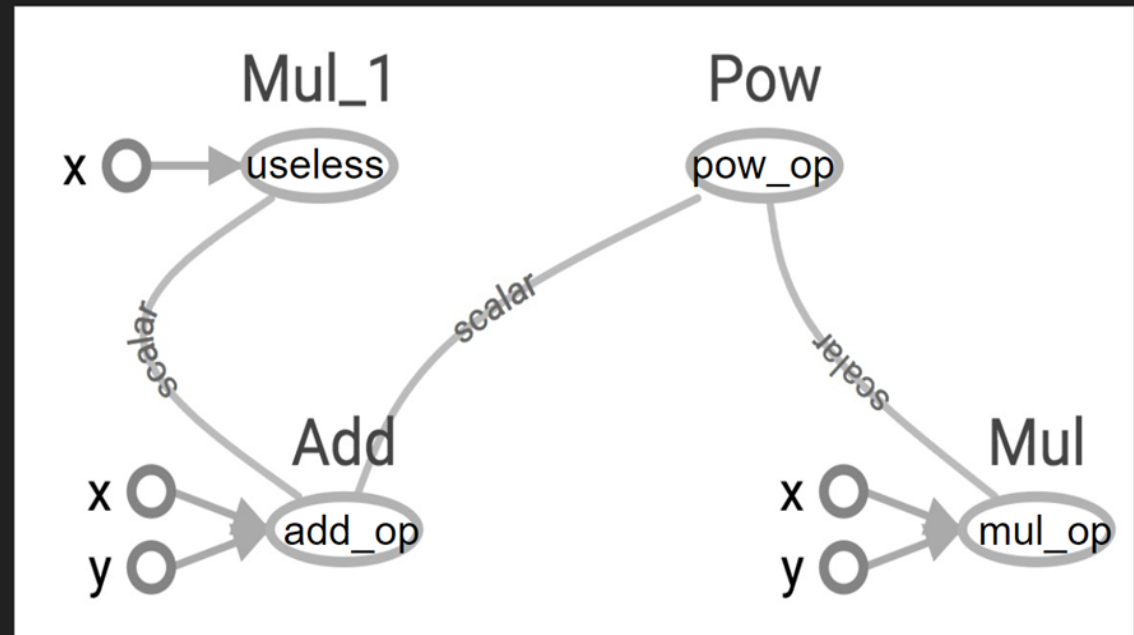 Mul_1
Pow
x
useless
pow_op
scalar
scalar
scalar
Add
Mul
x
y
add_op
x
y
mul_op